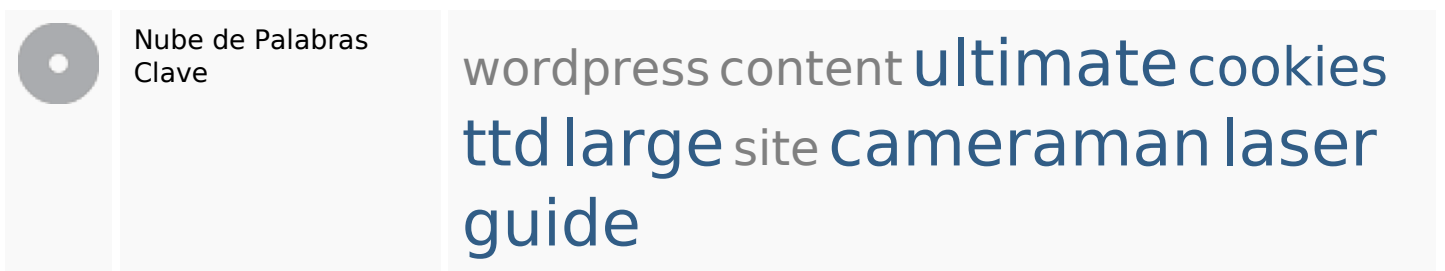 Nube de Palabras
Clave
wordpress content ultimate cookies
ttd large site cameraman laser
guide